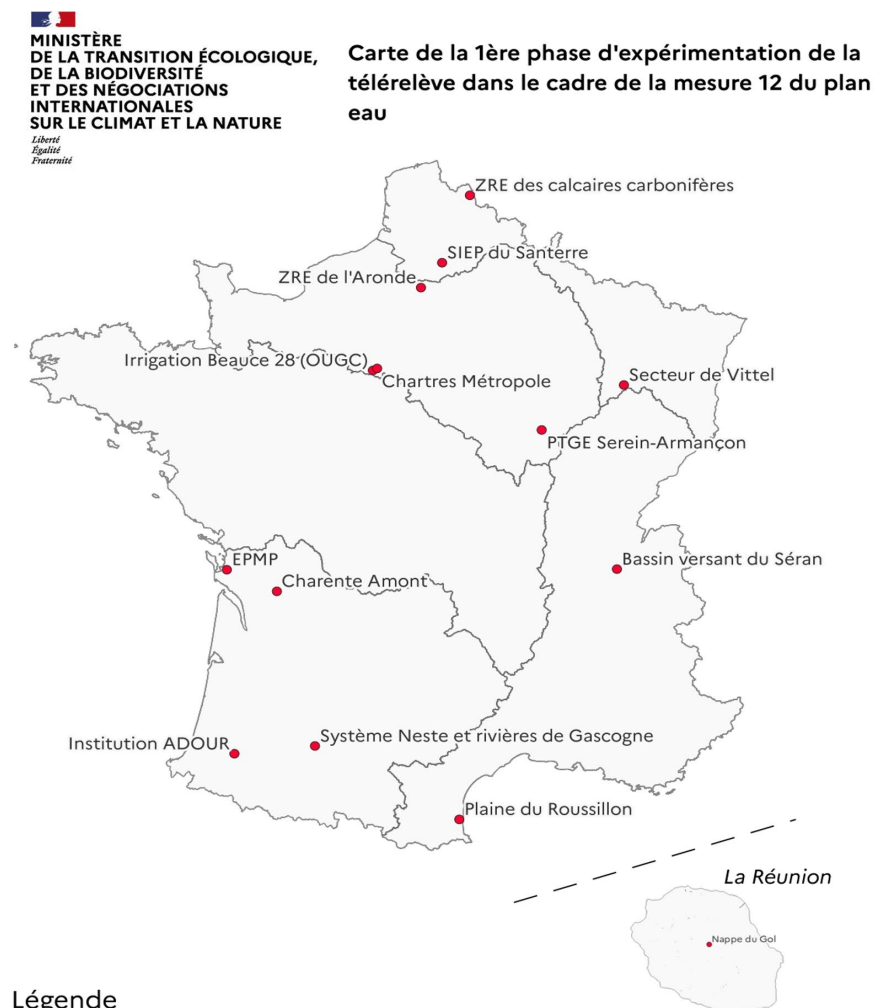 MINISTÈRE
DE LA TRANSITION ÉCOLOGIQUE,
DE LA BIODIVERSITÉ
ET DES NÉGOCIATIONS
INTERNATIONALES
SUR LE CLIMAT ET LA NATURE
Liberté
Égalité
Fraternité
Carte de la 1ère phase d'expérimentation de la
télérelève dans le cadre de la mesure 12 du plan
eau
ZRE des calcaires carbonifères
SIEP du Santerre
ZRE de l'Aronde
Irrigation Beauce 28 (OUGC)
Chartres Métropole
Secteur de Vittel
PTGE Serein-Armançon
EPMP
Bassin versant du Séran
Charente Amont
Système Neste et rivières de Gascogne
Institution ADOUR
Plaine du Roussillon
La Réunion
Nappe du Gol
Légende